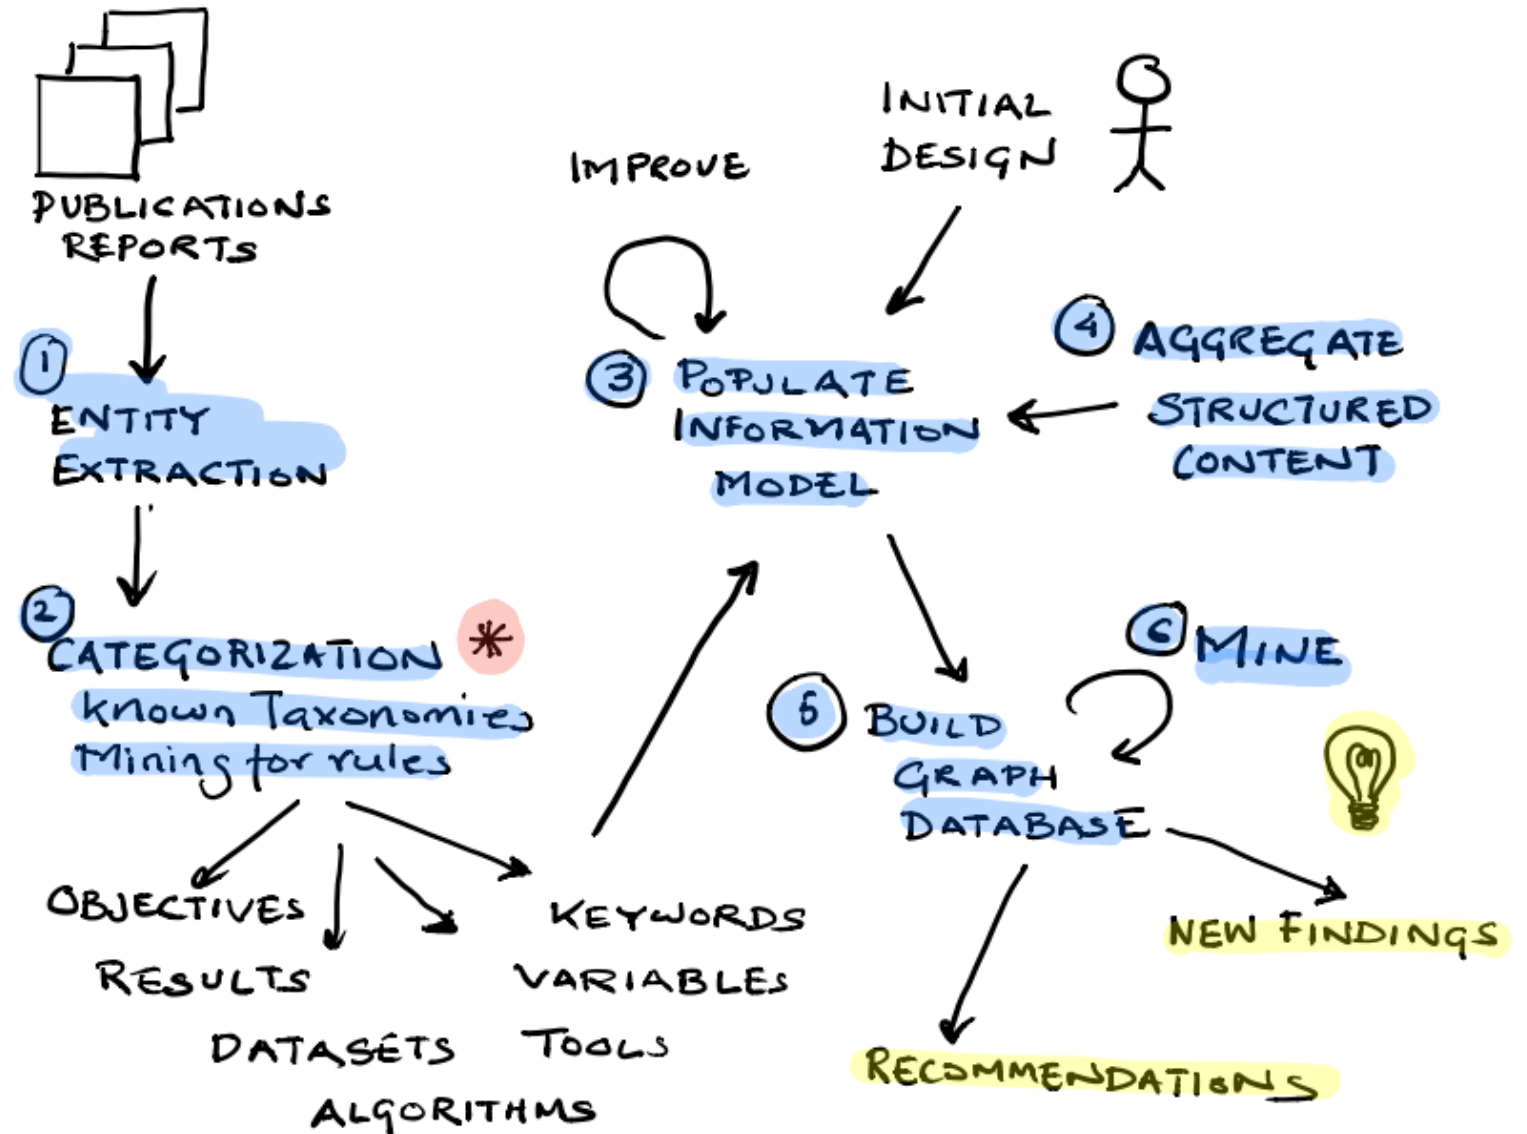 PUBLICATIONS
REPORTS
1
ENTITY
EXTRACTION
2
CATEGORIZATION *
Known Taxonomies
Mining for rules
OBJECTIVES
RESULTS
DATASETS
ALGORITHMS
KEYWORDS
VARIABLES
TOOLS
IMPROVE
INITIAL
DESIGN
3 POPULATE
INFORMATION
MODEL
4 AGGREGATE
STRUCTURED
CONTENT
5 BUILD
GRAPH
DATABASE
6 MINE
NEW FINDINGS
RECOMMENDATIONS